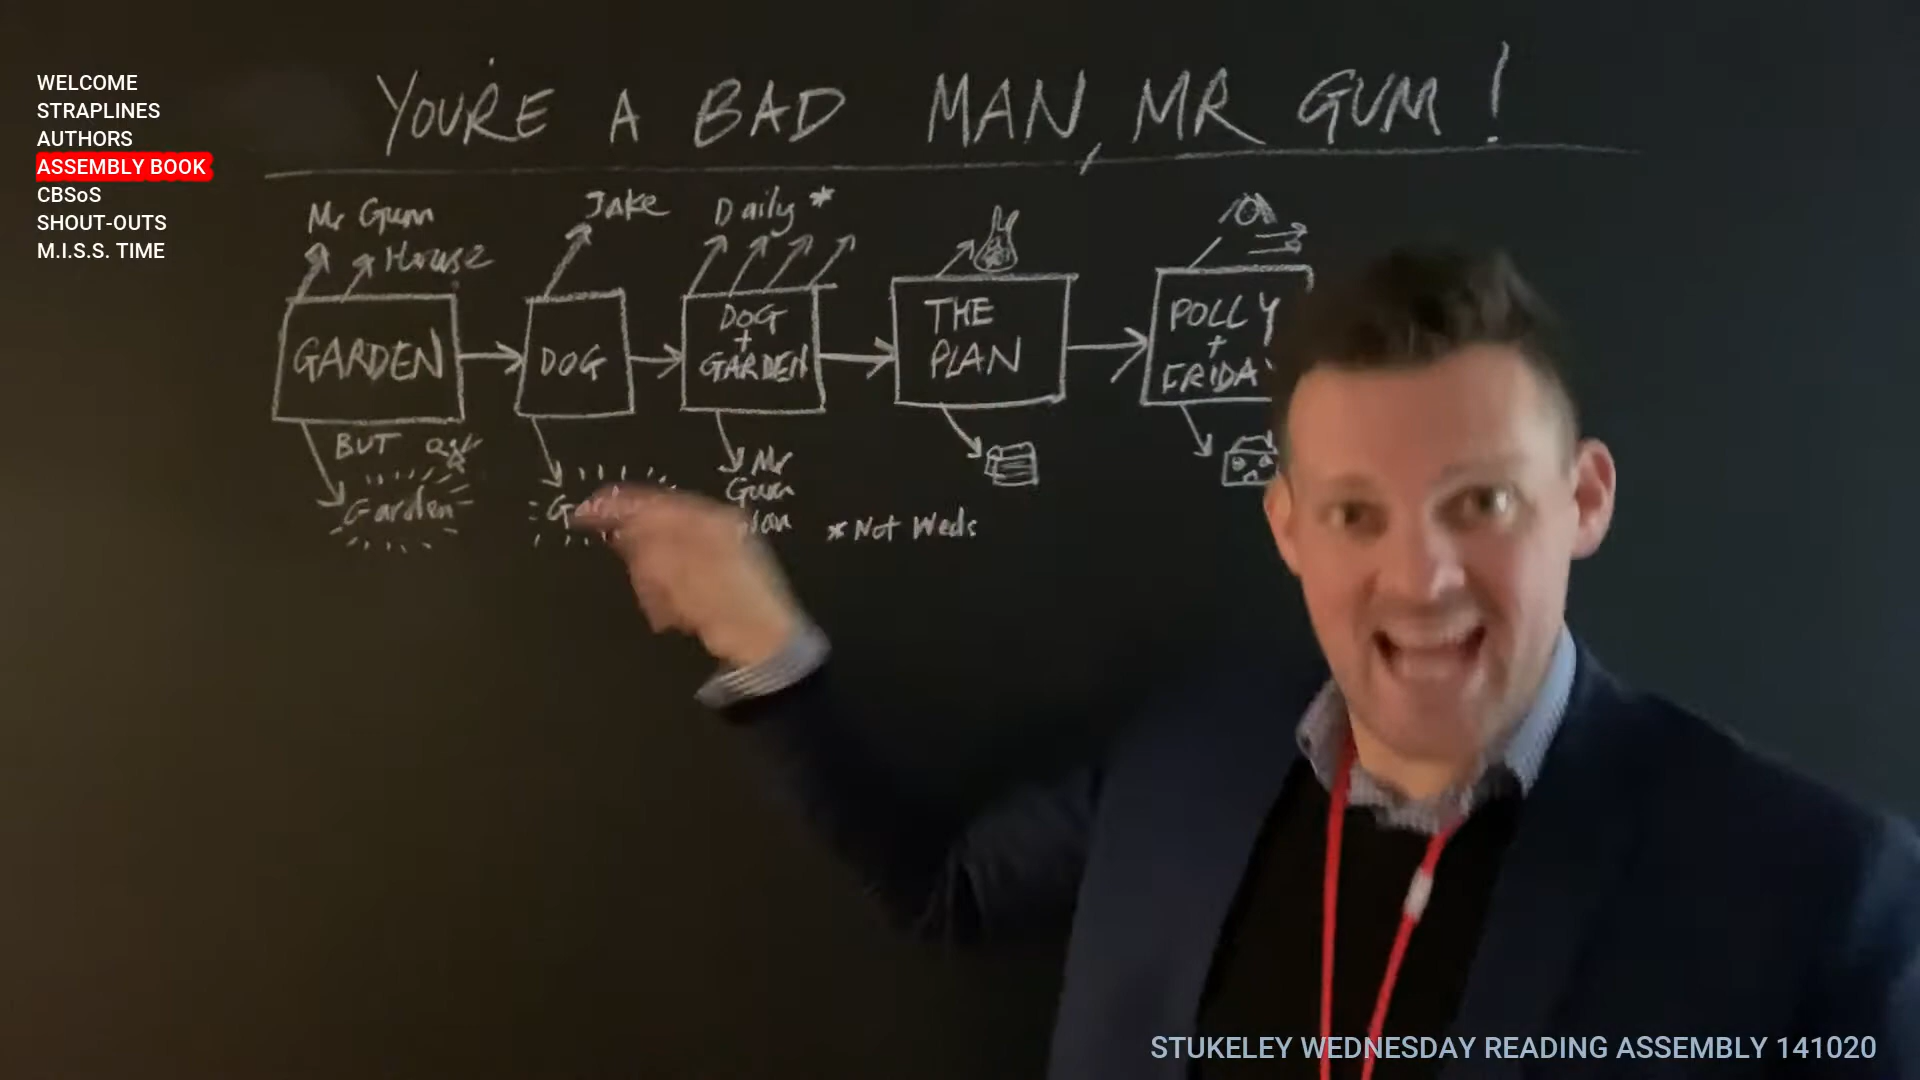 WELCOME
STRAPLINES
AUTHORS
ASSEMBLY BOOK
CBSoS
SHOUT-OUTS
M.I.S.S. TIME
YOU'RE A BAD MAN, MR GUM!
Mr Gum
House
Jake
Daily *
GARDEN
DOG
DOG
+
GARDEN
THE
PLAN
POLLY
+
BUT
Garden
Mr
Gum
* Not Weds
STUKELEY WEDNESDAY READING ASSEMBLY 141020